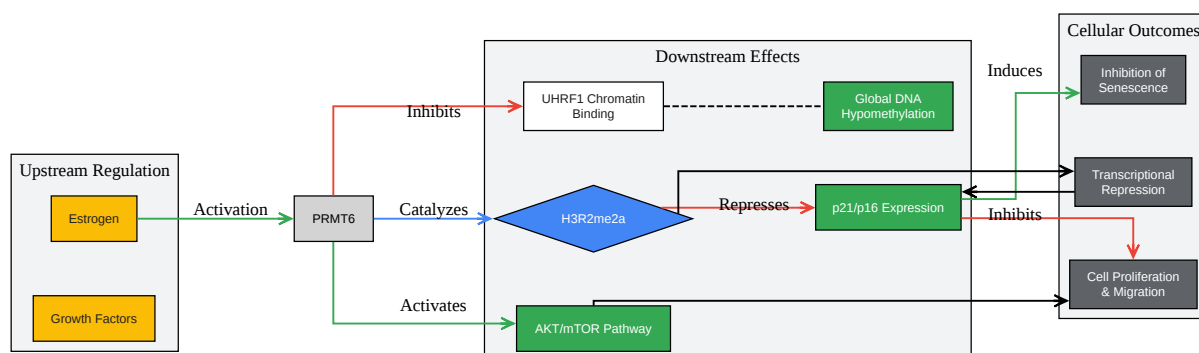 Upstream Regulation
Estrogen
Growth Factors
Activation
PRMT6
Inhibits
Catalyzes
Activates
Downstream Effects
UHRF1 Chromatin
Binding
Global DNA
Hypomethylation
H3R2me2a
Represses
p21/p16 Expression
AKT/mTOR Pathway
Induces
Inhibits
Cellular Outcomes
Inhibition of
Senescence
Transcriptional
Repression
Cell Proliferation
& Migration